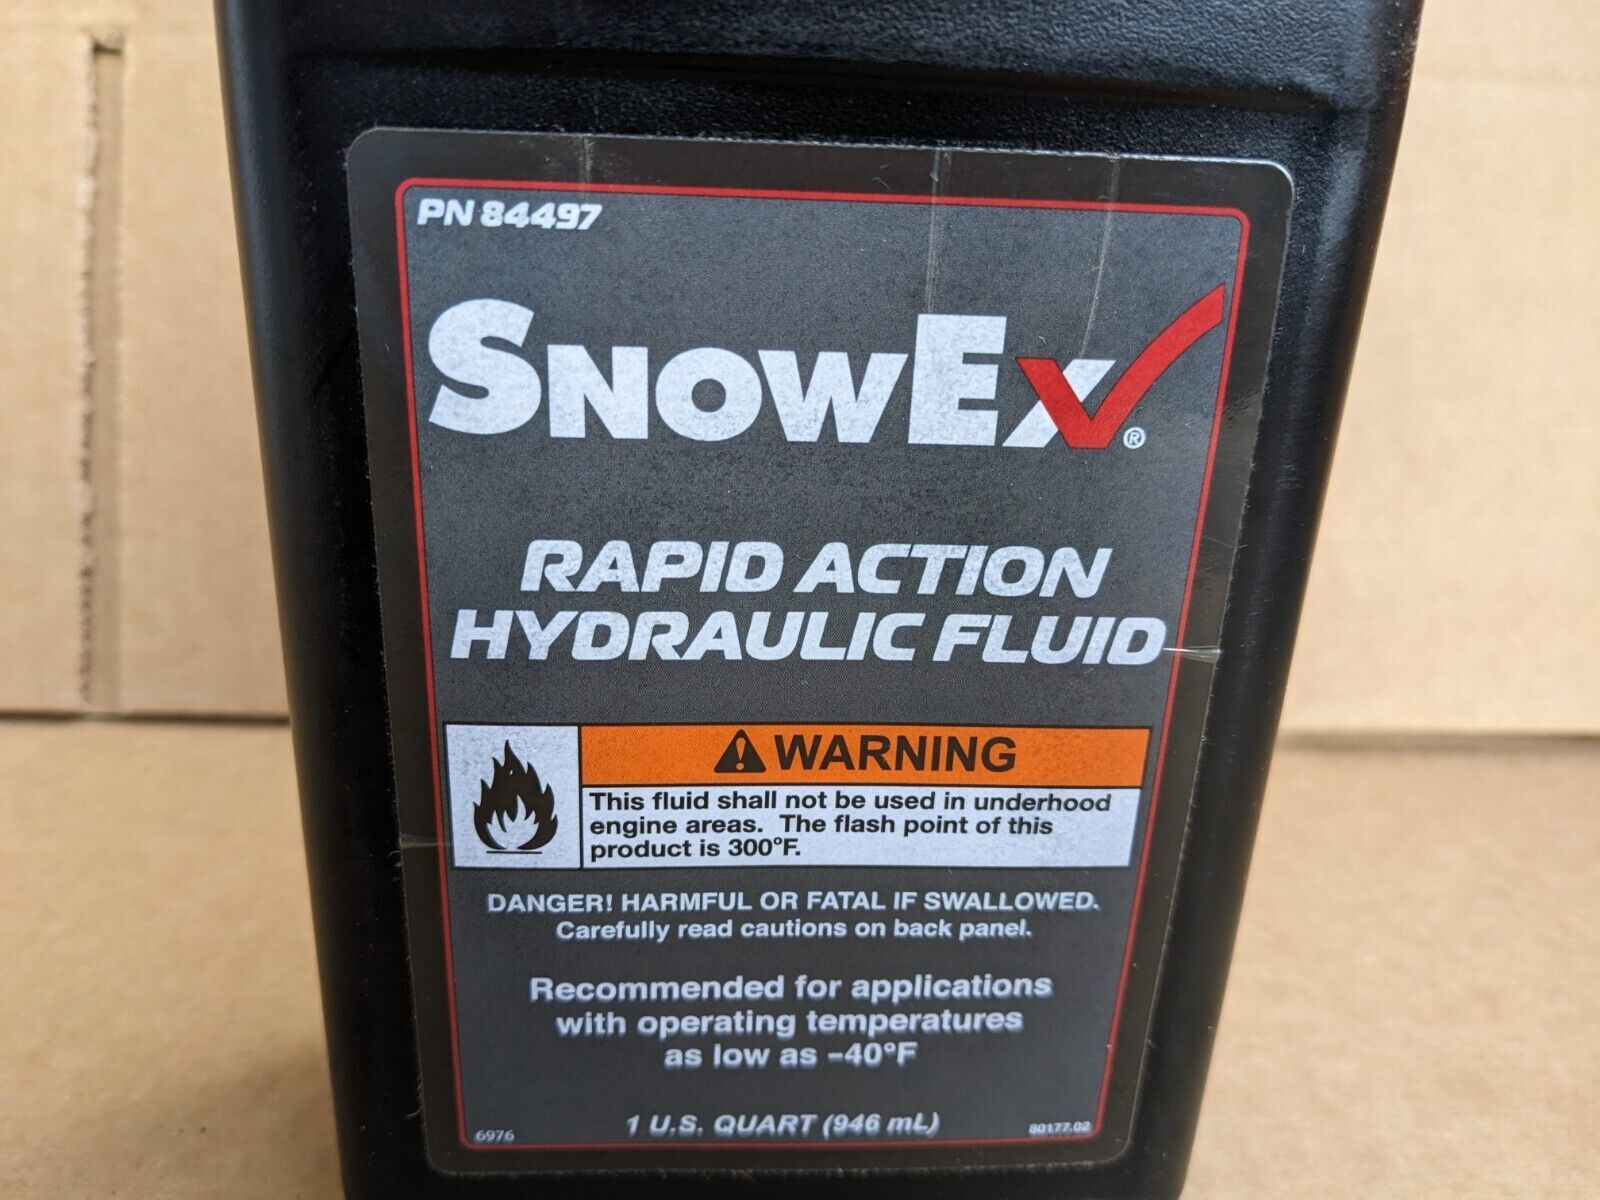 PN 84497
SNOWEX®
RAPID ACTION
HYDRAULIC FLUID
WARNING
This fluid shall not be used in underhood
engine areas. The flash point of this
product is 300°F.
DANGER! HARMFUL OR FATAL IF SWALLOWED.
Carefully read cautions on back panel.
Recommended for applications
with operating temperatures
as low as –40°F
1 U.S. QUART (946 mL)
6976
80177.02